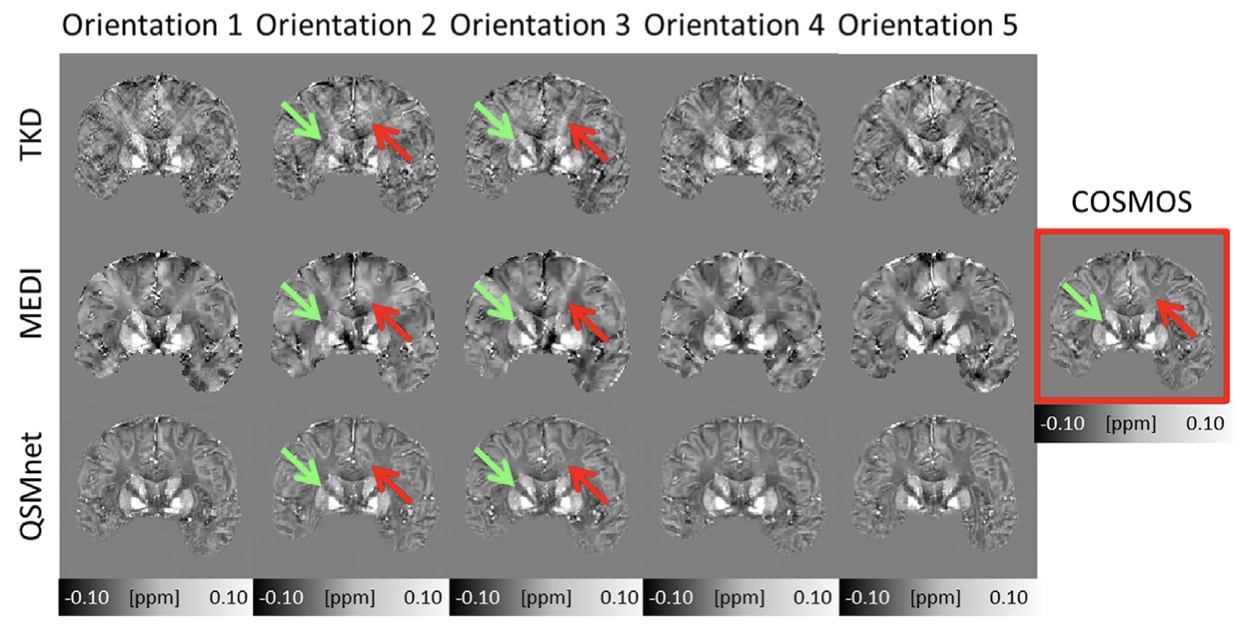 Orientation 1 Orientation 2 Orientation 3 Orientation 4 Orientation 5
TKD
COSMOS
MEDI
-0.10 [ppm] 0.10
QSMnet
-0.10 [ppm] 0.10 -0.10 [ppm] 0.10 -0.10 [ppm] 0.10 -0.10 [ppm] 0.10 -0.10 [ppm] 0.10